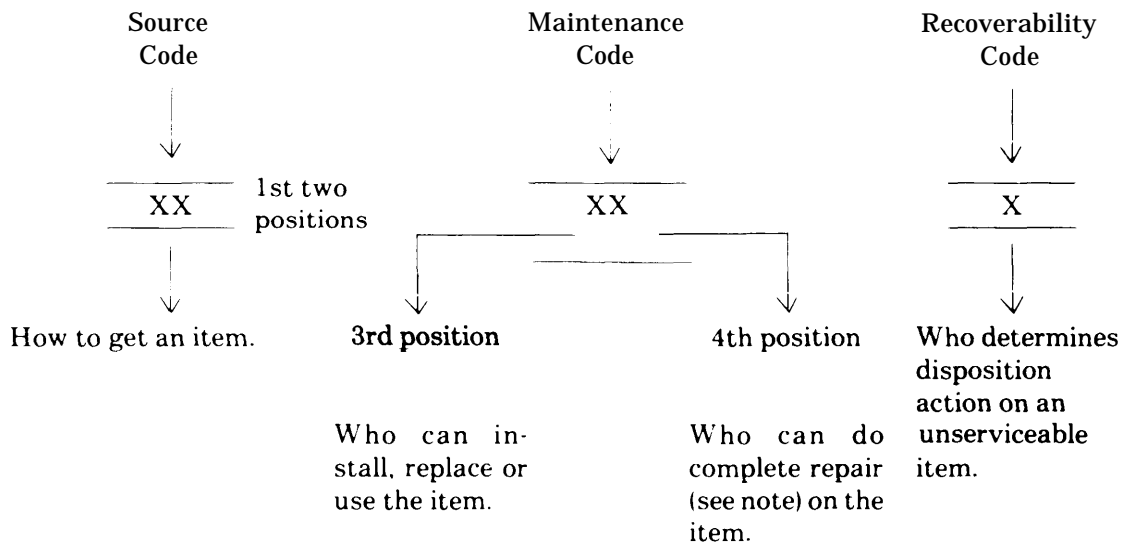 Source
Code
Maintenance
Code
Recoverability
Code
XX
1st two
positions
XX
X
How to get an item.
3rd position
4th position
Who determines
disposition
action on an
unserviceable
item.
Who can in-
stall, replace or
use the item.
Who can do
complete repair
(see note) on the
item.